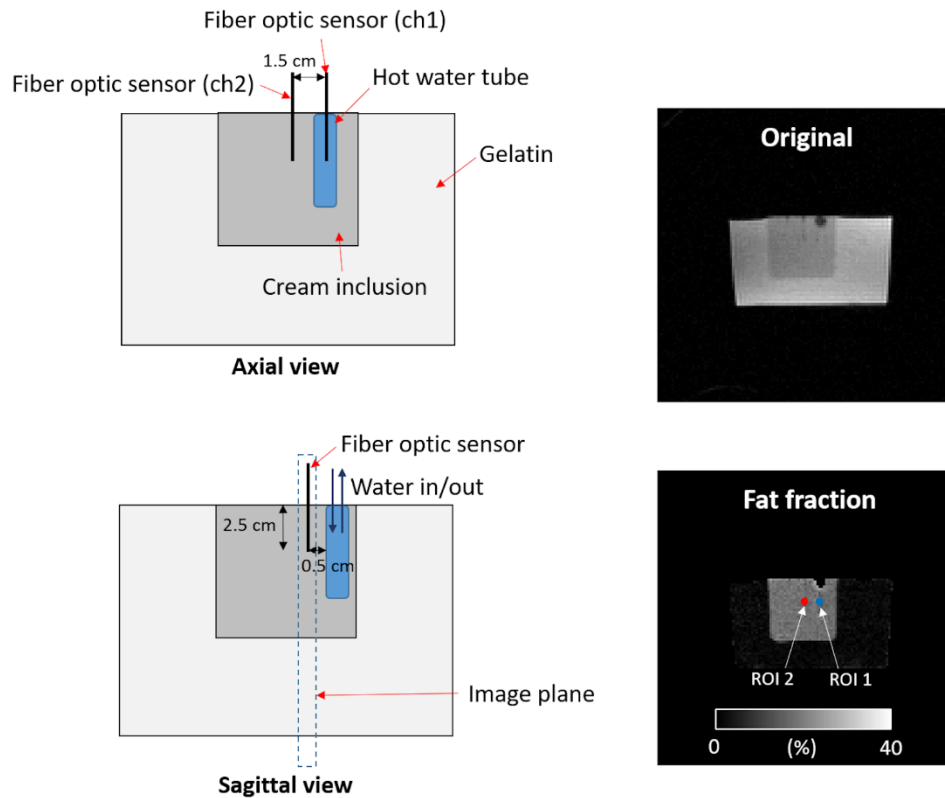 Fiber optic sensor (ch1)
1.5 cm
Fiber optic sensor (ch2)
Hot water tube
Gelatin
Cream inclusion
Axial view
Original
Fiber optic sensor
Water in/out
2.5 cm
0.5 cm
Image plane
Sagittal view
Fat fraction
ROI 2
ROI 1
0 (%) 40